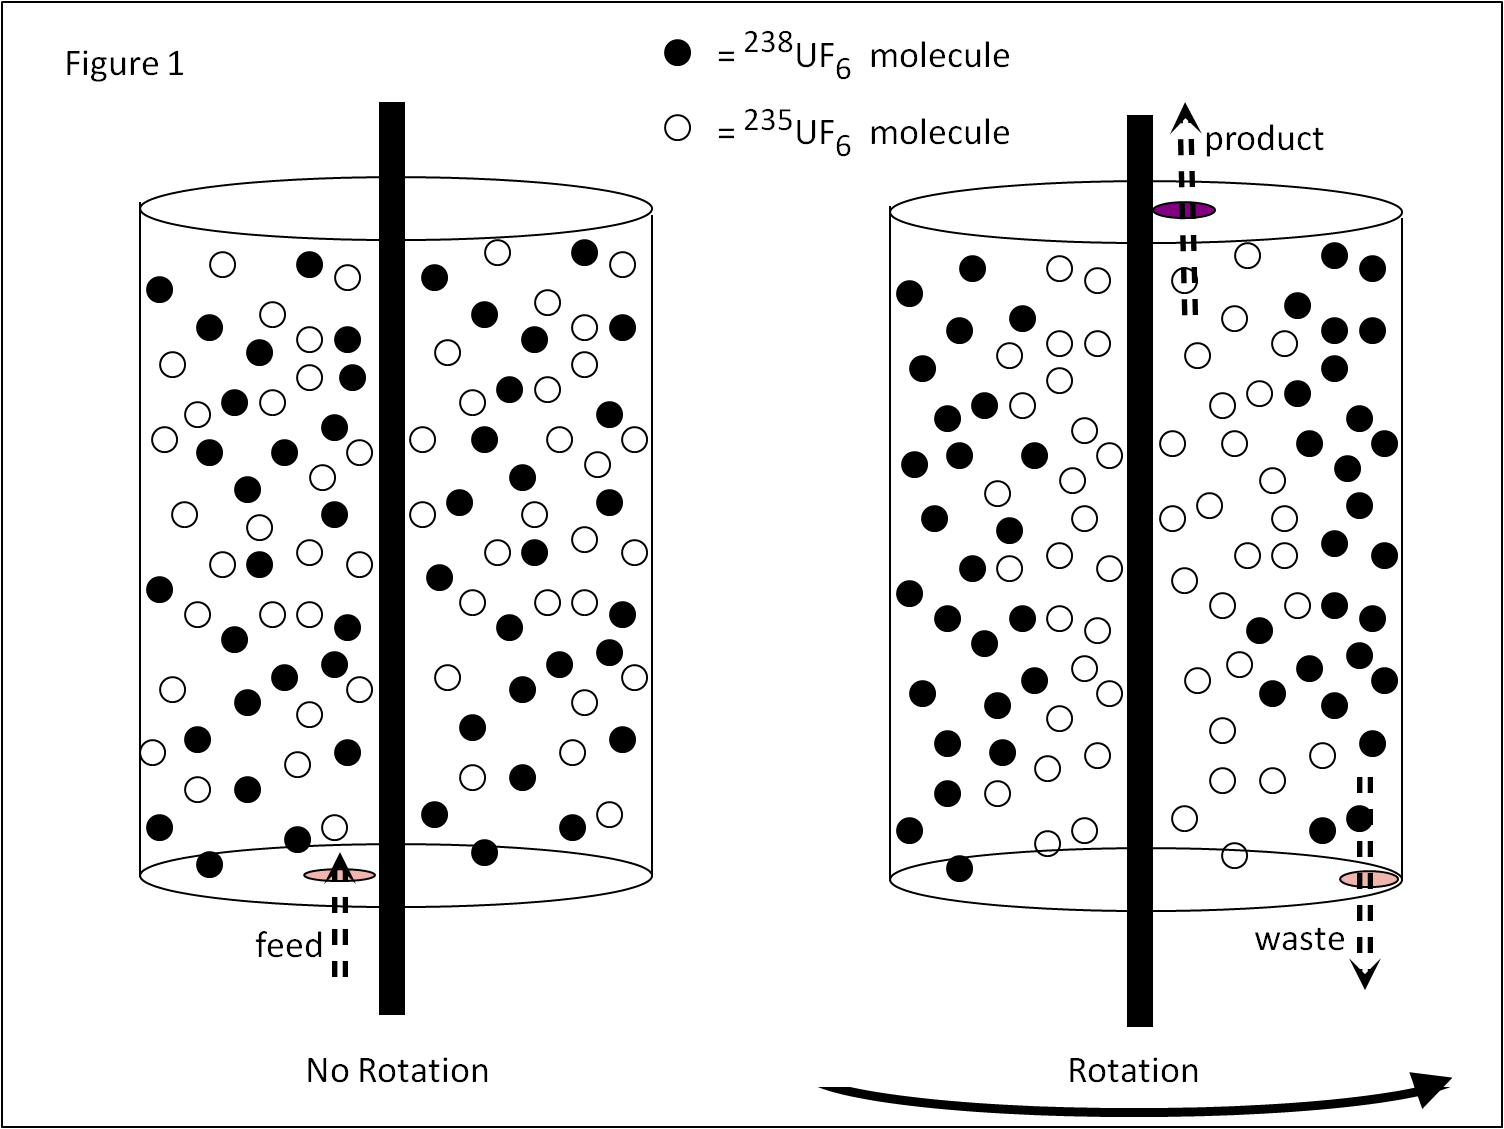 Figure 1
= ²³⁸UF₆ molecule
= ²³⁵UF₆ molecule
product
feed
waste
No Rotation
Rotation